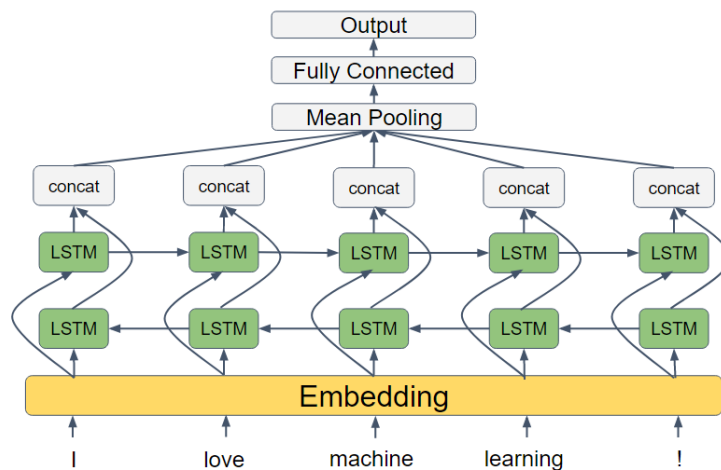 Output
Fully Connected
Mean Pooling
concat concat concat concat concat
LSTM LSTM LSTM LSTM LSTM
LSTM LSTM LSTM LSTM LSTM
Embedding
I love machine learning !